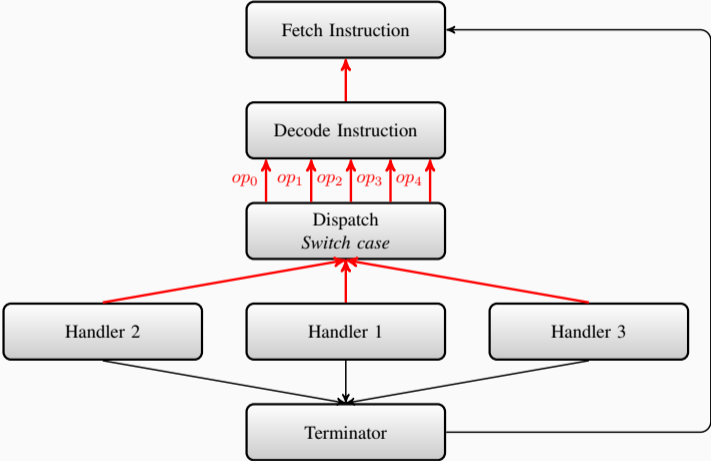 Fetch Instruction
Decode Instruction
op0 op1 op2 op3 op4
Dispatch
Switch case
Handler 2 Handler 1 Handler 3
Terminator